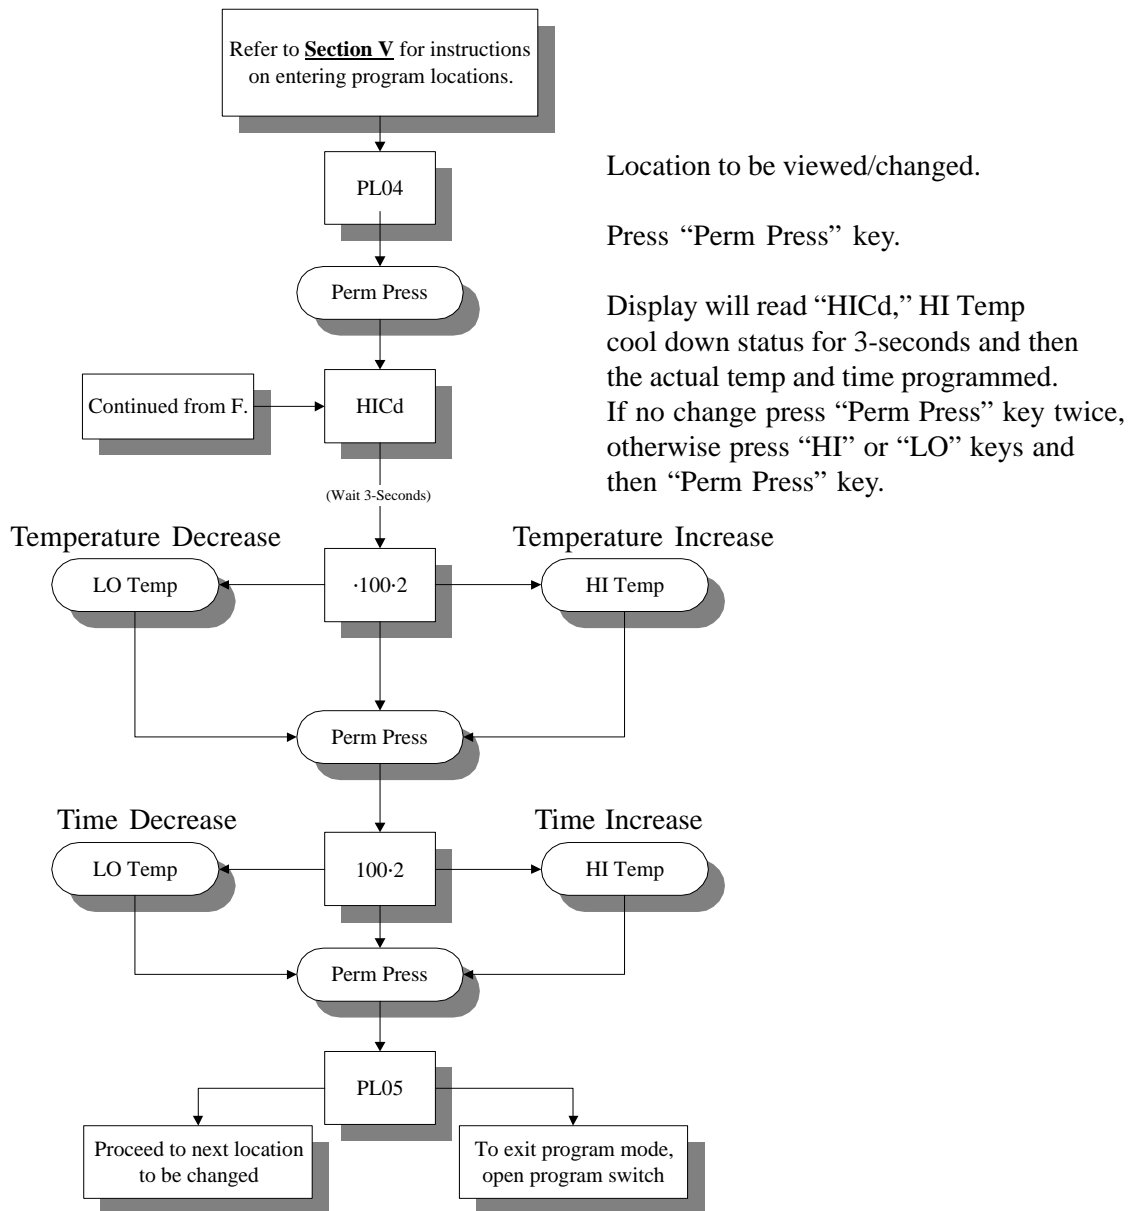 Refer to Section V for instructions
on entering program locations.
PL04
Location to be viewed/changed.
Press “Perm Press” key.
Perm Press
Display will read “HICd,” HI Temp
cool down status for 3-seconds and then
the actual temp and time programmed.
If no change press “Perm Press” key twice,
otherwise press “HI” or “LO” keys and
then “Perm Press” key.
Continued from F.
HICd
(Wait 3-Seconds)
Temperature Decrease
Temperature Increase
LO Temp
·100·2
HI Temp
Perm Press
Time Decrease
Time Increase
LO Temp
100·2
HI Temp
Perm Press
PL05
Proceed to next location
to be changed
To exit program mode,
open program switch